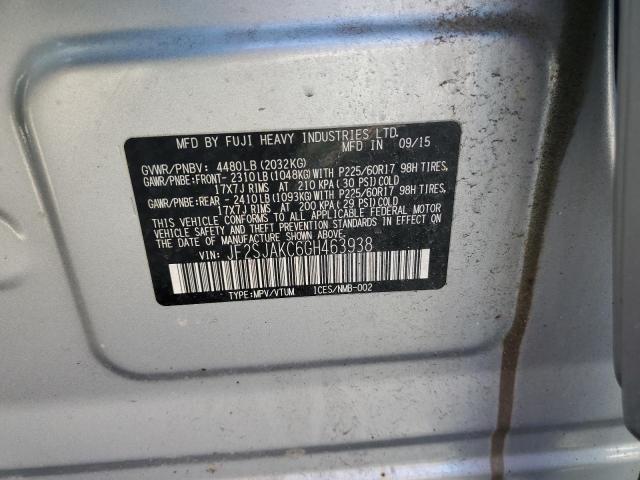 MFD BY FUJI HEAVY INDUSTRIES LTD.
MFD IN 09/15
GVWR/PNBV: 4480LB (2032KG)
GAWR/PNBE:FRONT-2310LB (1048KG)WITH P225/60R17 98H TIRES,
17X7J RIMS AT 210 KPA (30 PSI) COLD
GAWR/PNBE:REAR -2410LB (1093KG)WITH P225/60R17 98H TIRES,
17X7J RIMS AT 200 KPA (29 PSI) COLD
THIS VEHICLE CONFORMS TO ALL APPLICABLE FEDERAL MOTOR
VEHICLE SAFETY, BUMPER, AND THEFT PREVENTION STANDARDS
IN EFFECT ON THE DATE OF MANUFACTURE SHOWN ABOVE.
VIN: JF2SJAKC6GH463938
TYPE:MPV/VTUM ICES/NMB-002